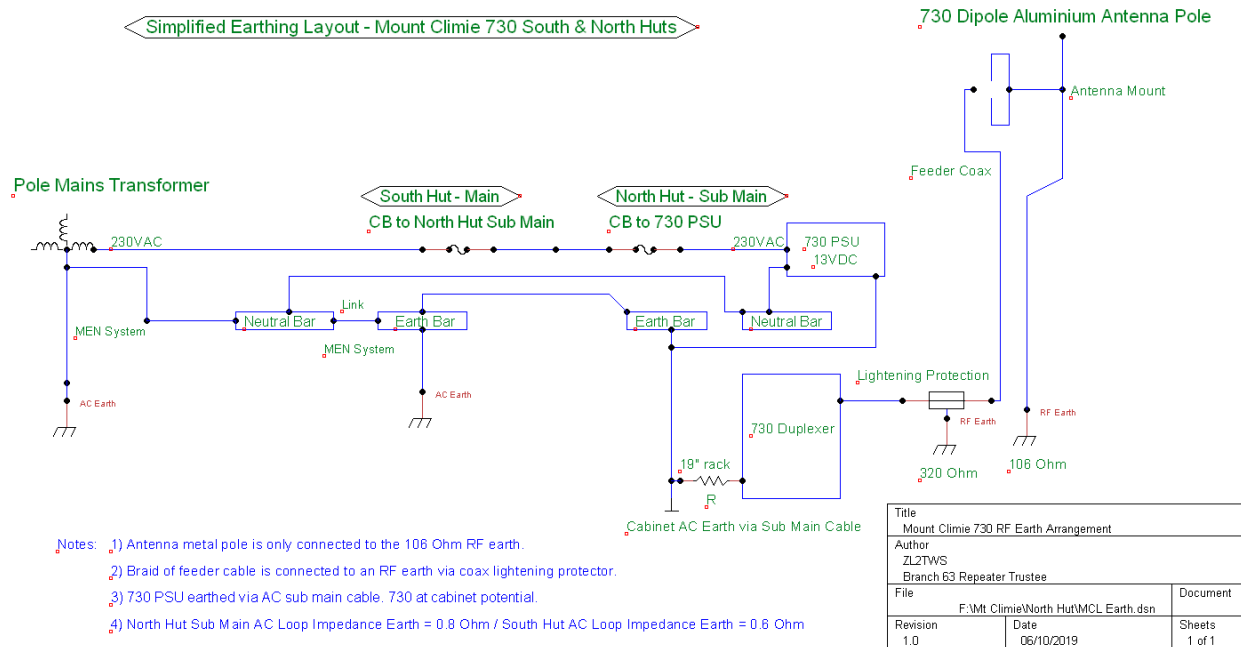 Simplified Earthing Layout - Mount Climie 730 South & North Huts
730 Dipole Aluminium Antenna Pole
Antenna Mount
Feeder Coax
Pole Mains Transformer
South Hut - Main
North Hut - Sub Main
CB to North Hut Sub Main
CB to 730 PSU
230VAC
230VAC
730 PSU
13VDC
Link
Neutral Bar
Earth Bar
Earth Bar
Neutral Bar
MEN System
MEN System
AC Earth
AC Earth
Lightening Protection
RF Earth
RF Earth
730 Duplexer
320 Ohm
106 Ohm
19" rack
R
Cabinet AC Earth via Sub Main Cable
Notes: 1) Antenna metal pole is only connected to the 106 Ohm RF earth.
2) Braid of feeder cable is connected to an RF earth via coax lightening protector.
3) 730 PSU earthed via AC sub main cable. 730 at cabinet potential.
4) North Hut Sub Main AC Loop Impedance Earth = 0.8 Ohm / South Hut AC Loop Impedance Earth = 0.6 Ohm
Title
Mount Climie 730 RF Earth Arrangement
Author
ZL2TWS
Branch 63 Repeater Trustee
File
F:\Mt Climie\North Hut\MCL Earth.dsn
Document
Revision
1.0
Date
06/10/2019
Sheets
1 of 1